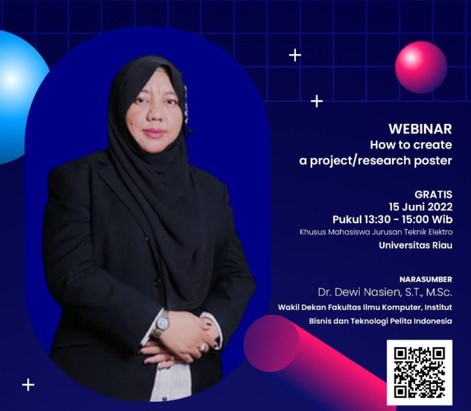 WEBINAR
How to create
a project/research poster
GRATIS
15 Juni 2022
Pukul 13:30 - 15:00 Wib
Khusus Mahasiswa Jurusan Teknik Elektro
Universitas Riau
NARASUMBER
Dr. Dewi Nasien, S.T., M.Sc.
Wakil Dekan Fakultas Ilmu Komputer, Institut
Bisnis dan Teknologi Pelita Indonesia